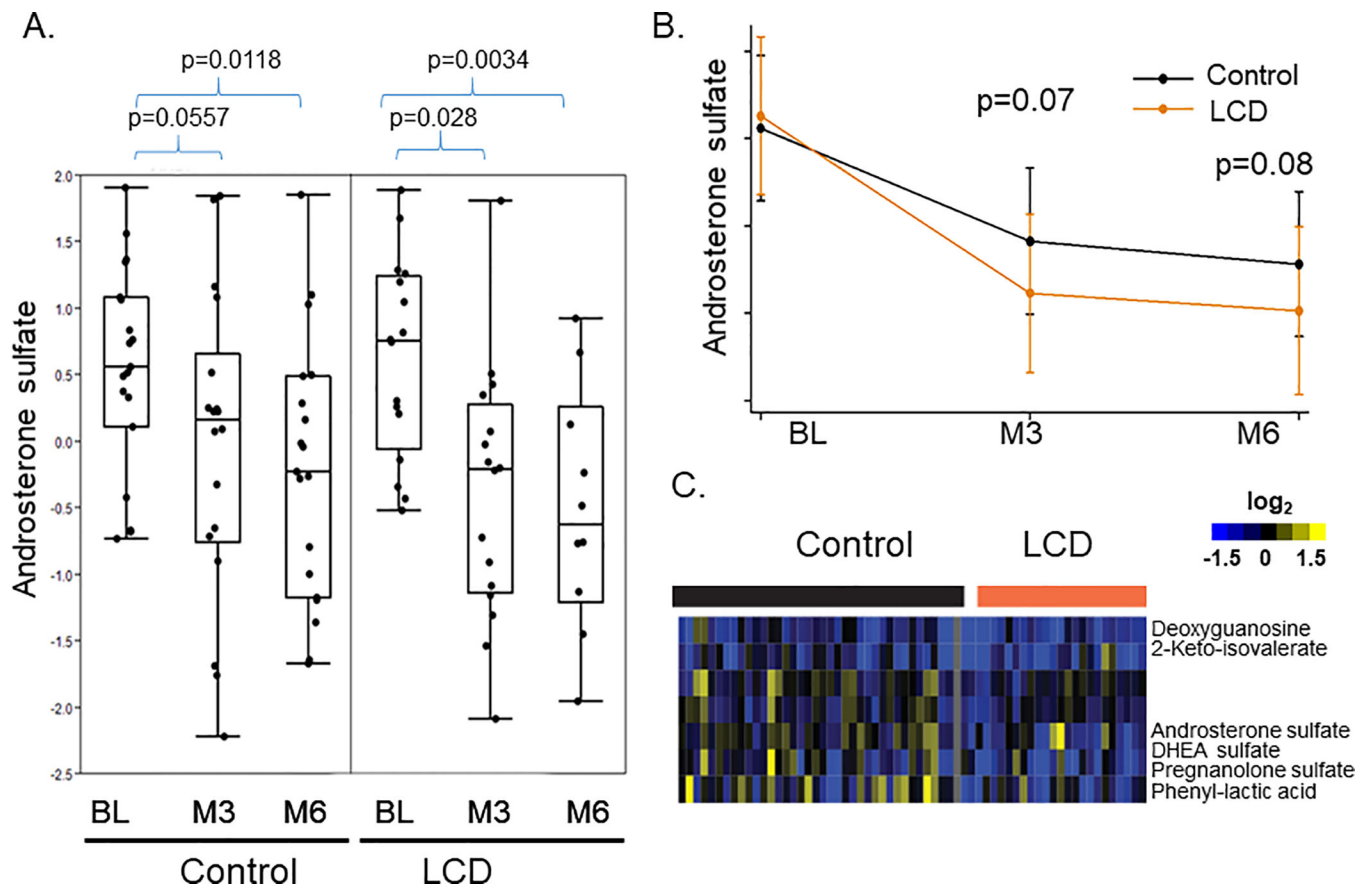 A.
p=0.0118
p=0.0034
p=0.0557
p=0.028
Androsterone sulfate
2.0
1.5
1.0
0.5
0.0
-0.5
-1.0
-1.5
-2.0
-2.5
BL M3 M6 BL M3 M6
Control LCD
B.
Androsterone sulfate
Control
LCD
p=0.07
p=0.08
BL M3 M6
C.
log2
-1.5 0 1.5
Control LCD
Deoxyguanosine
2-Keto-isovalerate
Androsterone sulfate
DHEA sulfate
Pregnanolone sulfate
Phenyl-lactic acid